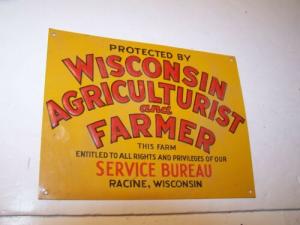 PROTECTED BY
WISCONSIN
AGRICULTURIST
and
FARMER
THIS FARM
ENTITLED TO ALL RIGHTS AND PRIVILEGES OF OUR
SERVICE BUREAU
RACINE, WISCONSIN